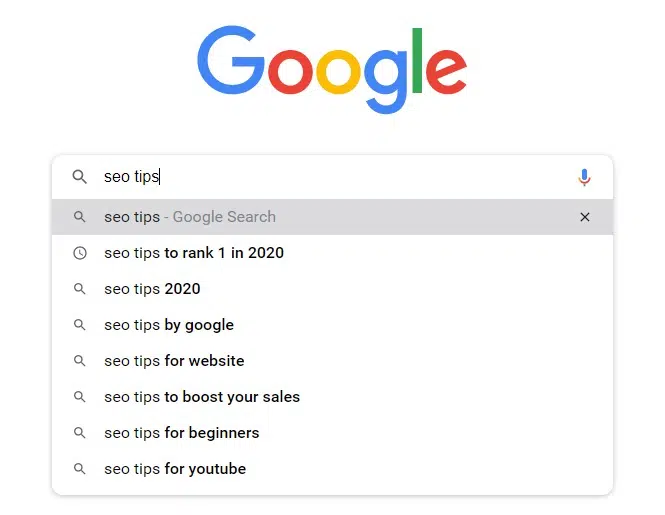 Google
seo tips
seo tips - Google Search
seo tips to rank 1 in 2020
seo tips 2020
seo tips by google
seo tips for website
seo tips to boost your sales
seo tips for beginners
seo tips for youtube